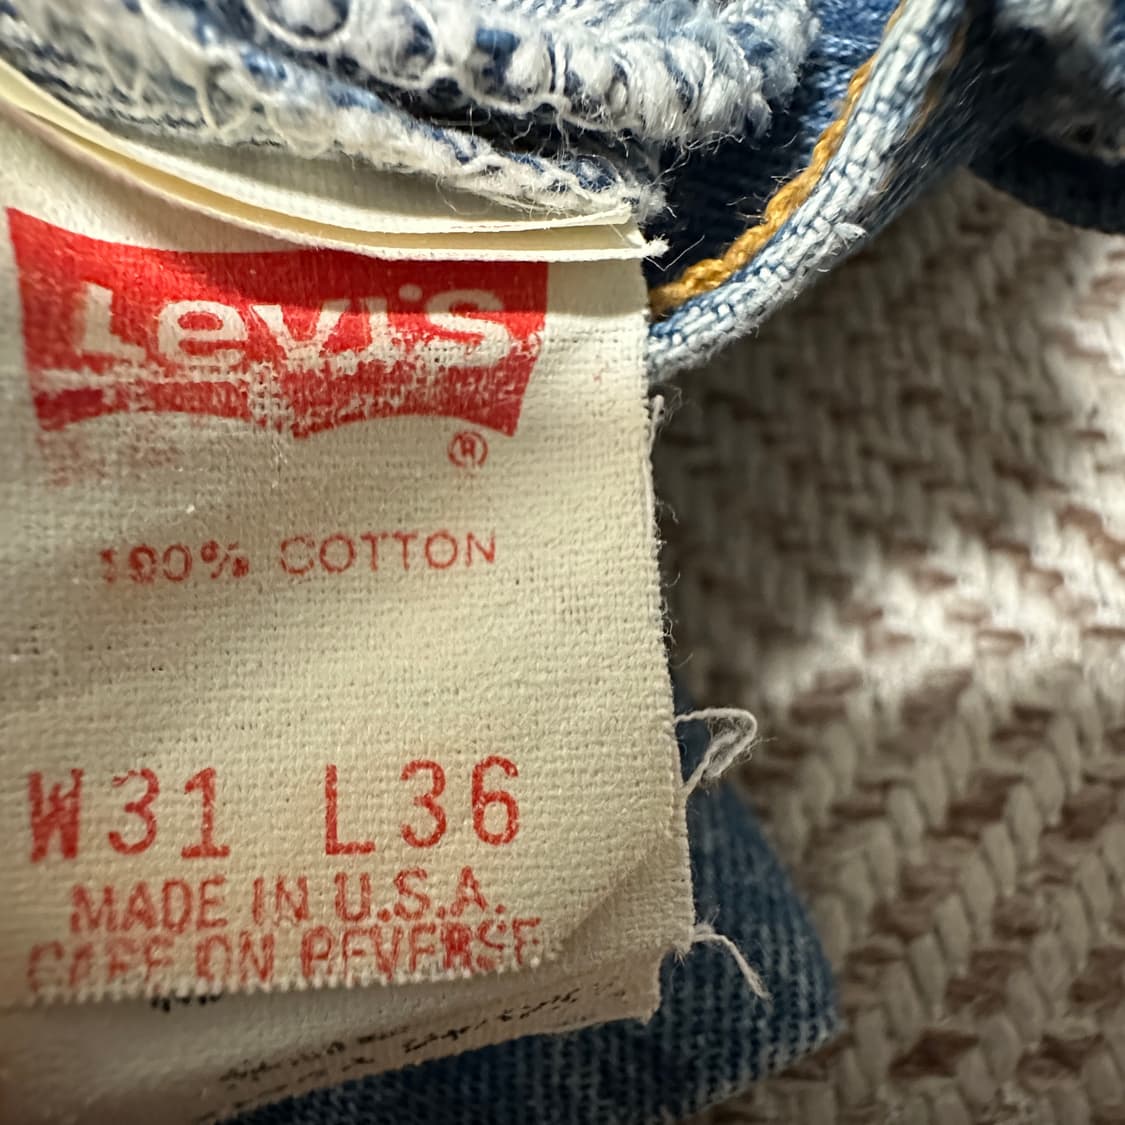 Levi's
®
100% COTTON
W31 L36
MADE IN U.S.A.
CARE ON REVERSE